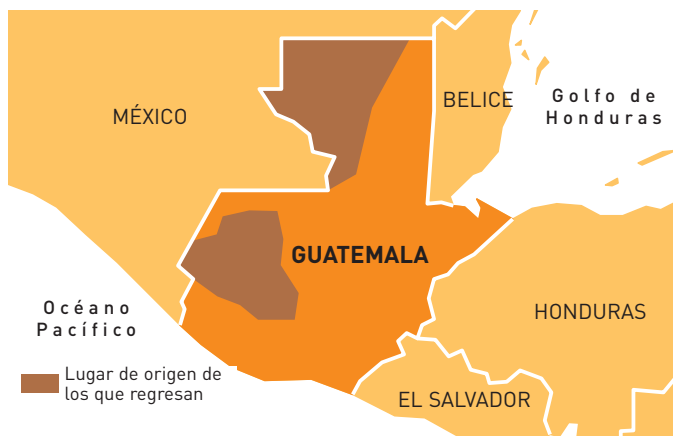 MÉXICO
BELICE
Golfo de
Honduras
GUATEMALA
Océano
Pacífico
HONDURAS
EL SALVADOR
Lugar de origen de
los que regresan